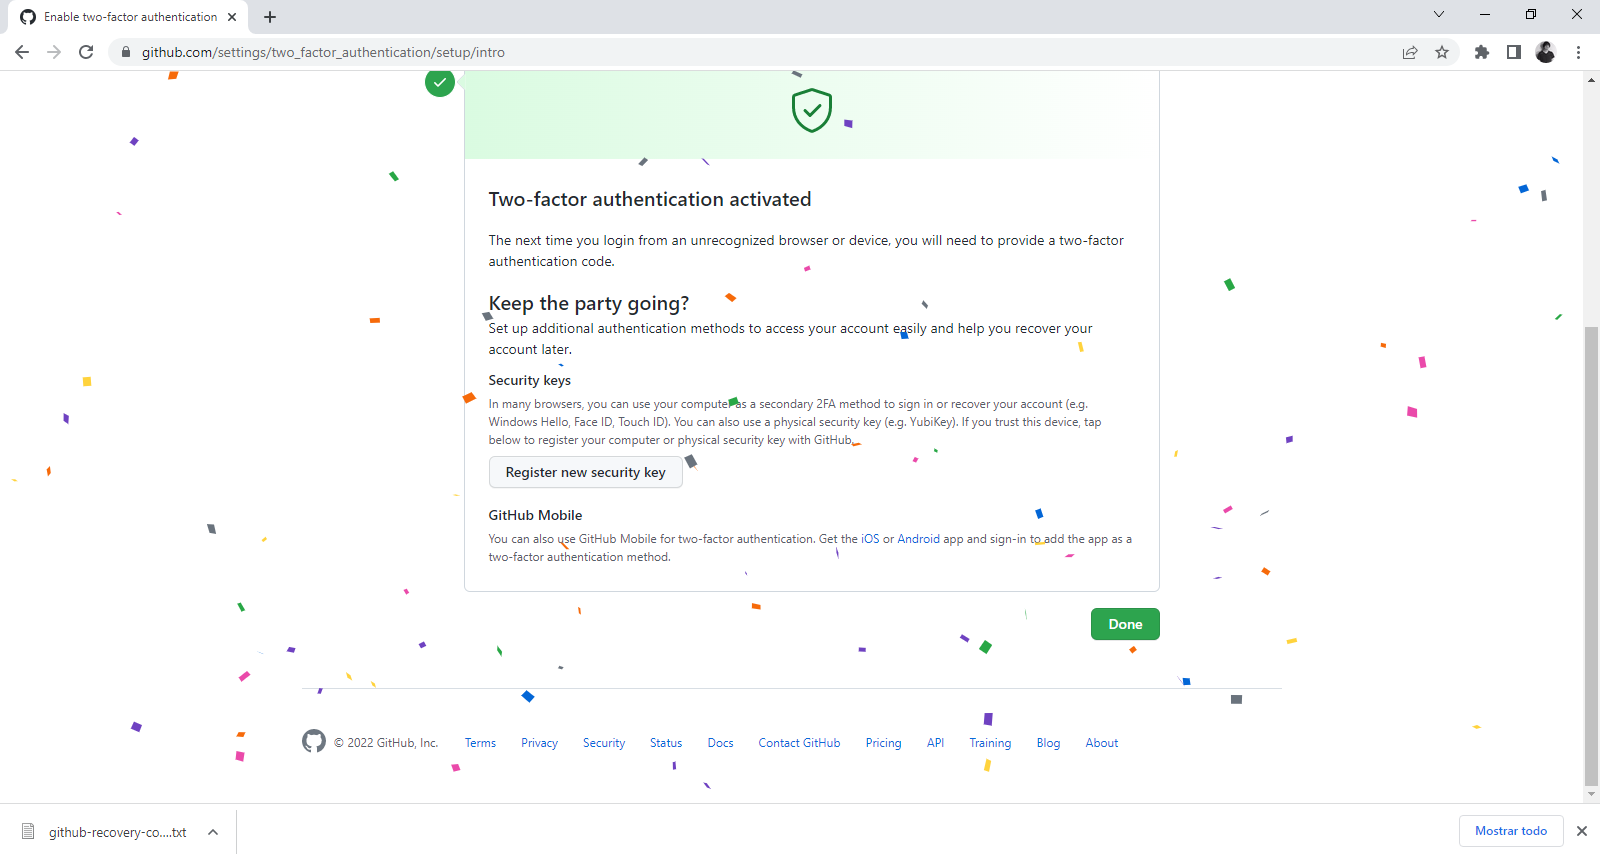 Enable two-factor authentication
github.com/settings/two_factor_authentication/setup/intro
Two-factor authentication activated
The next time you login from an unrecognized browser or device, you will need to provide a two-factor
authentication code.
Keep the party going?
Set up additional authentication methods to access your account easily and help you recover your
account later.
Security keys
In many browsers, you can use your computer as a secondary 2FA method to sign in or recover your account (e.g.
Windows Hello, Face ID, Touch ID). You can also use a physical security key (e.g. YubiKey). If you trust this device, tap
below to register your computer or physical security key with GitHub.
Register new security key
GitHub Mobile
You can also use GitHub Mobile for two-factor authentication. Get the iOS or Android app and sign-in to add the app as a
two-factor authentication method.
Done
© 2022 GitHub, Inc. Terms Privacy Security Status Docs Contact GitHub Pricing API Training Blog About
github-recovery-co....txt
Mostrar todo